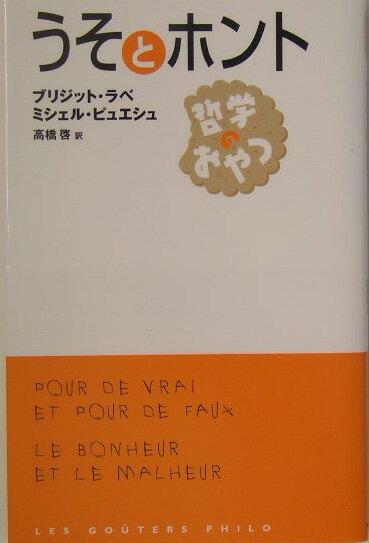 うそとホント
ブリジット・ラベ
ミシェル・ピュエシュ
高橋啓 訳
哲学
の
おやつ
POUR DE VRAI
ET POUR DE FAUX
LE BONHEUR
ET LE MALHEUR
LES GOÛTERS PHILO